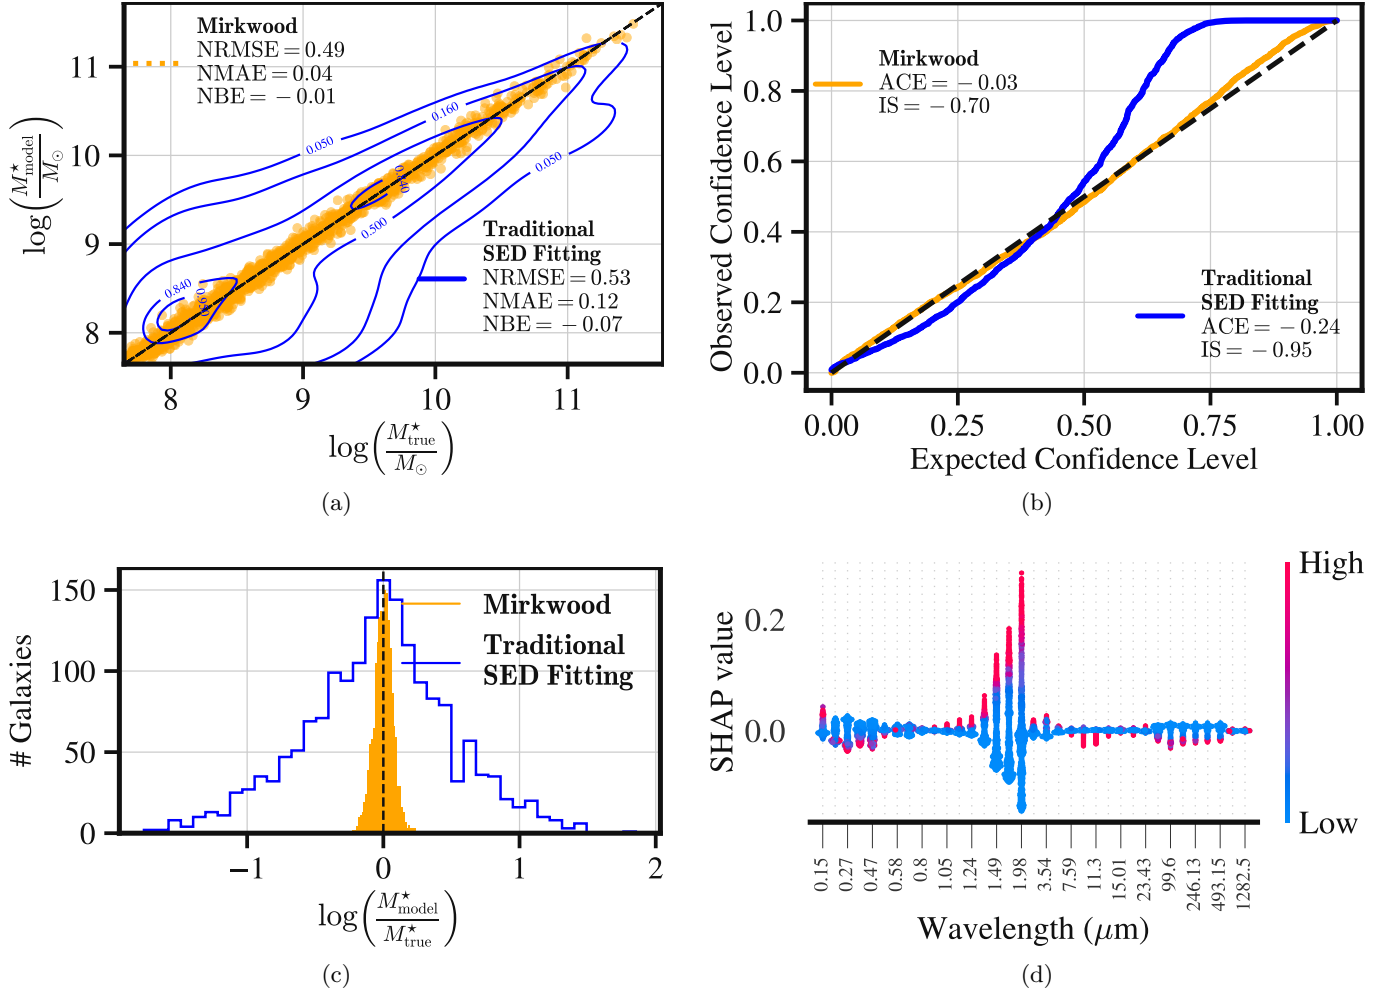 Mirkwood
NRMSE = 0.49
NMAE = 0.04
NBE = − 0.01
0.050
0.160
0.050
0.500
0.840
0.840
0.950
Traditional
SED Fitting
NRMSE = 0.53
NMAE = 0.12
NBE = − 0.07
11
10
9
8
8 9 10 11
log(M★model/M⊙)
log(M★true/M⊙)
(a)
Mirkwood
ACE = − 0.03
IS = − 0.70
Traditional
SED Fitting
ACE = − 0.24
IS = − 0.95
1.0
0.8
0.6
0.4
0.2
0.0
0.00 0.25 0.50 0.75 1.00
Observed Confidence Level
Expected Confidence Level
(b)
Mirkwood
Traditional
SED Fitting
150
100
50
0
−1 0 1 2
# Galaxies
log(M★model/M★true)
(c)
High
Low
0.2
0.0
SHAP value
0.15 0.27 0.47 0.58 0.8 1.05 1.24 1.49 1.98 3.54 7.59 11.3 15.01 23.43 99.6 246.13 493.15 1282.5
Wavelength (μm)
(d)